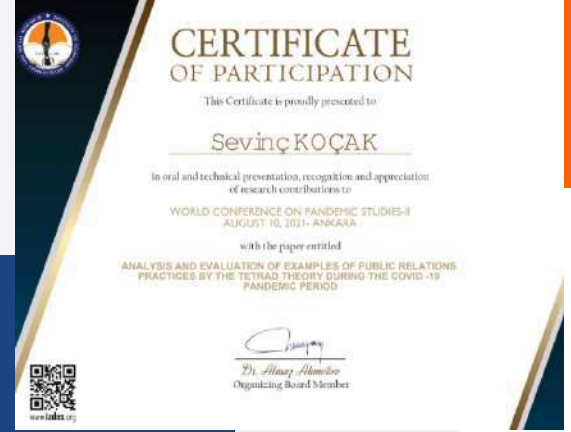 CERTIFICATE
OF PARTICIPATION
This Certificate is proudly presented to
Sevinç KOÇAK
in oral and technical presentation, recognition and appreciation
of research contributions to
WORLD CONFERENCE ON PANDEMIC STUDIES-II
AUGUST 10, 2021- ANKARA
with the paper entitled
ANALYSIS AND EVALUATION OF EXAMPLES OF PUBLIC RELATIONS
PRACTICES BY THE TETRAD THEORY DURING THE COVID -19
PANDEMIC PERIOD
Dr.
Organizing Board Member
www.iksadses.org